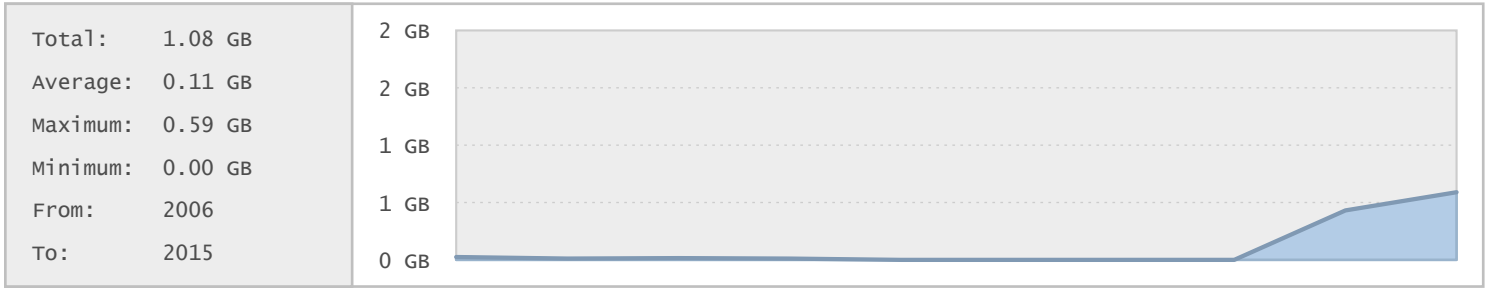 Total: 1.08 GB
Average: 0.11 GB
Maximum: 0.59 GB
Minimum: 0.00 GB
From: 2006
To: 2015
2 GB
2 GB
1 GB
1 GB
0 GB